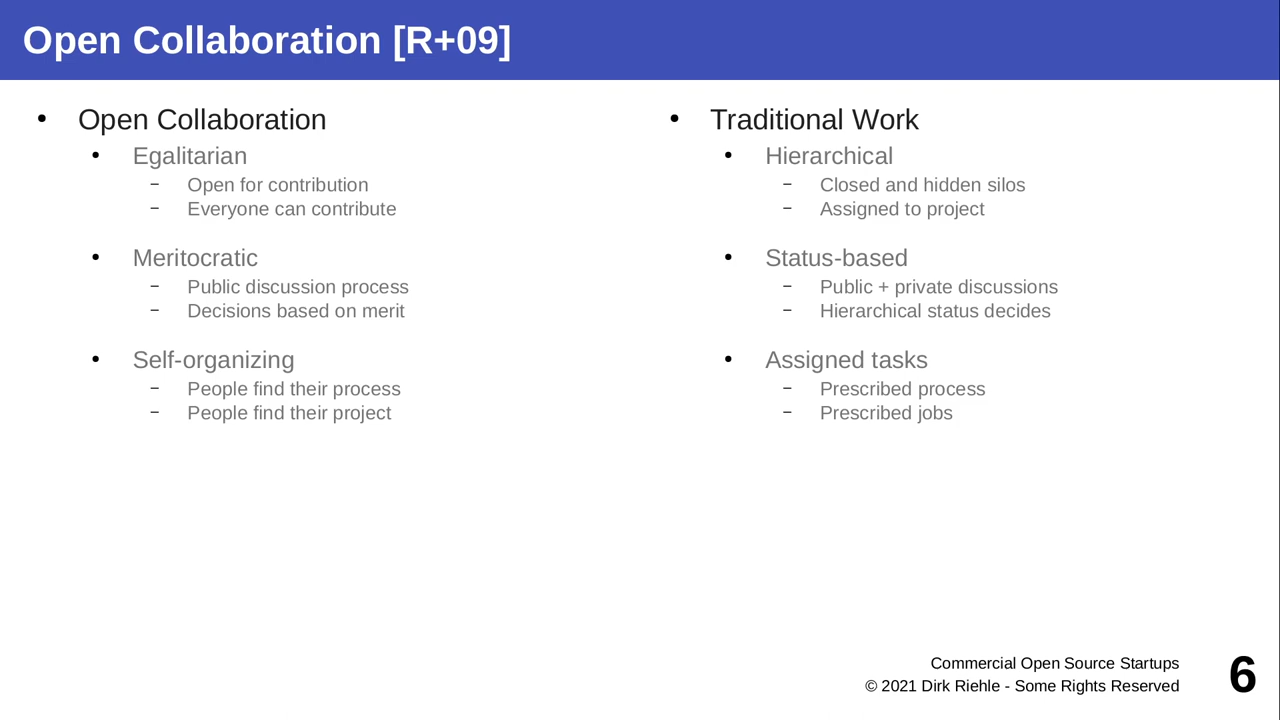 Open Collaboration [R+09]
• Open Collaboration
• Egalitarian
– Open for contribution
– Everyone can contribute
• Meritocratic
– Public discussion process
– Decisions based on merit
• Self-organizing
– People find their process
– People find their project
• Traditional Work
• Hierarchical
– Closed and hidden silos
– Assigned to project
• Status-based
– Public + private discussions
– Hierarchical status decides
• Assigned tasks
– Prescribed process
– Prescribed jobs
Commercial Open Source Startups
© 2021 Dirk Riehle - Some Rights Reserved
6